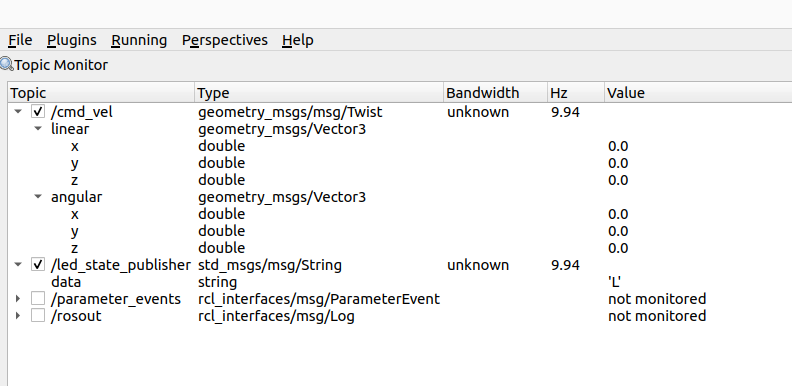 File Plugins Running Perspectives Help
Topic Monitor
Topic Type Bandwidth Hz Value
/cmd_vel geometry_msgs/msg/Twist unknown 9.94
linear geometry_msgs/Vector3
x double 0.0
y double 0.0
z double 0.0
angular geometry_msgs/Vector3
x double 0.0
y double 0.0
z double 0.0
/led_state_publisher std_msgs/msg/String unknown 9.94
data string 'L'
/parameter_events rcl_interfaces/msg/ParameterEvent not monitored
/rosout rcl_interfaces/msg/Log not monitored